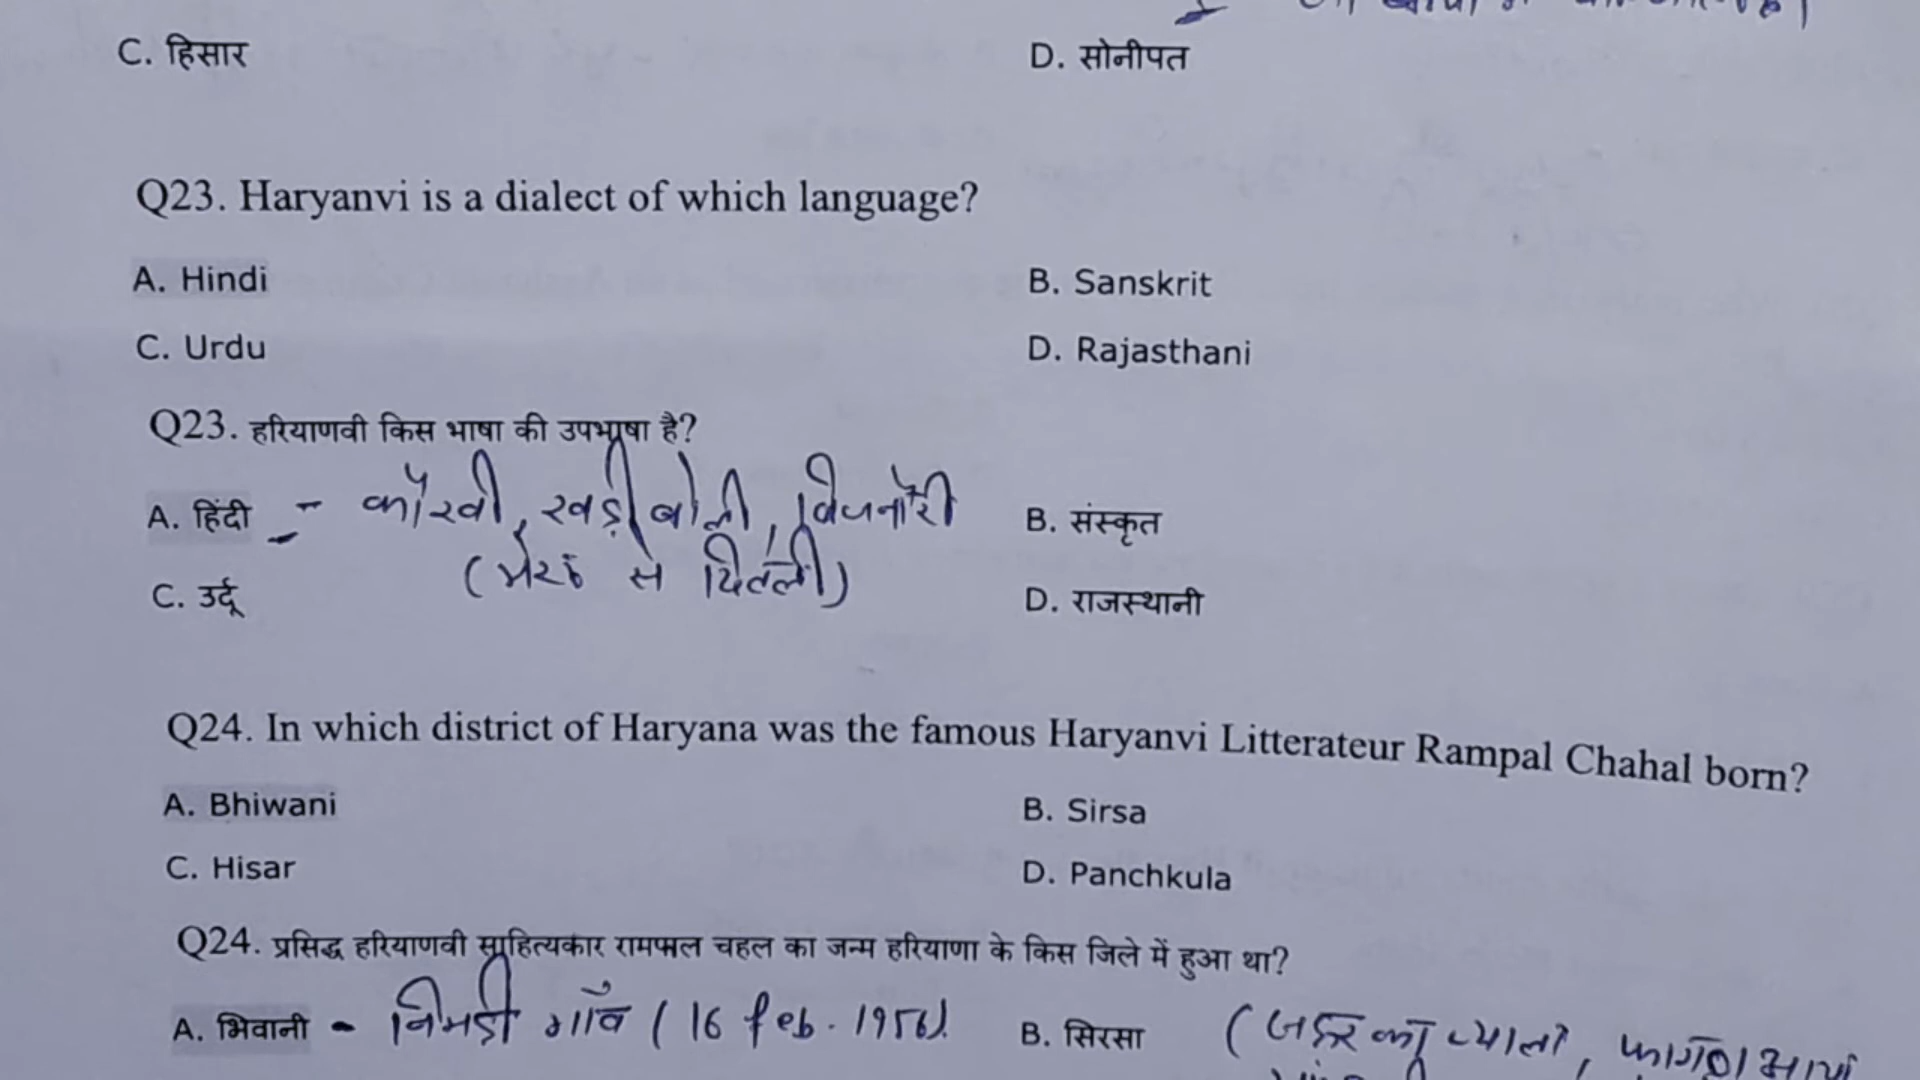 C. हिसार
D. सोनीपत
Q23. Haryanvi is a dialect of which language?
A. Hindi
B. Sanskrit
C. Urdu
D. Rajasthani
Q23. हरियाणवी किस भाषा की उपभाषा है?
A. हिंदी - कौरवी, खड़ी बोली, बिजनौरी
B. संस्कृत
(मेरठ से
C. उर्दू
D. राजस्थानी
Q24. In which district of Haryana was the famous Haryanvi Litterateur Rampal Chahal born?
A. Bhiwani
B. Sirsa
C. Hisar
D. Panchkula
Q24. प्रसिद्ध हरियाणवी साहित्यकार रामपाल चहल का जन्म हरियाणा के किस जिले में हुआ था?
A. भिवानी - निमड़ी गाँव (16 feb. 1956).
B. सिरसा